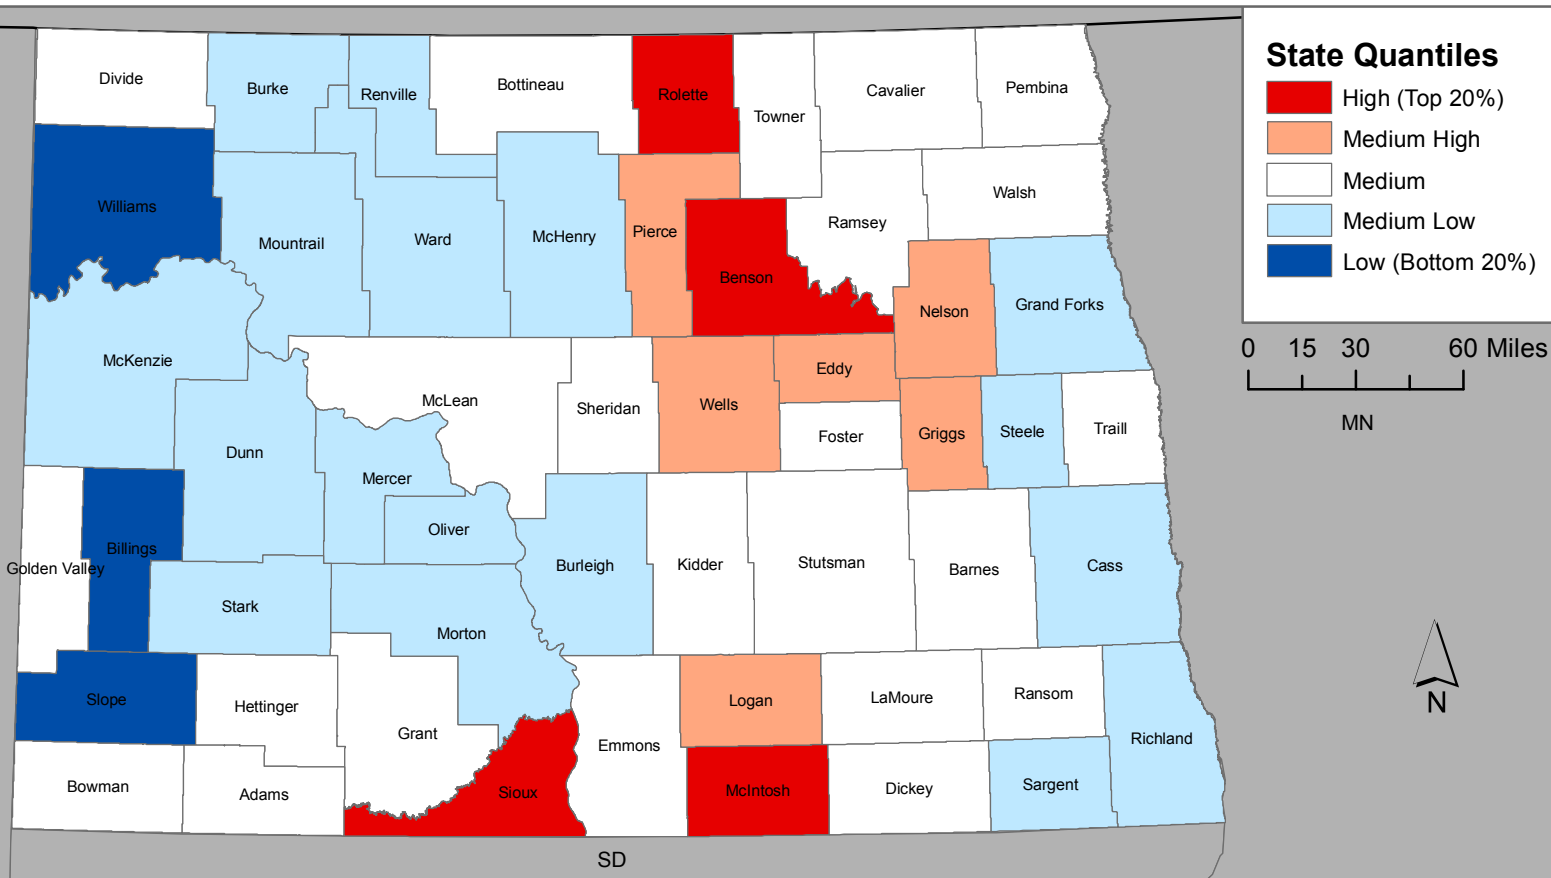 State Quantiles
High (Top 20%)
Medium High
Medium
Medium Low
Low (Bottom 20%)
0 15 30 60 Miles
MN
N
SD
Divide
Burke
Renville
Bottineau
Rolette
Towner
Cavalier
Pembina
Williams
Mountrail
Ward
McHenry
Pierce
Benson
Ramsey
Walsh
Nelson
Grand Forks
McKenzie
Dunn
McLean
Sheridan
Wells
Eddy
Foster
Griggs
Steele
Traill
Mercer
Oliver
Golden Valley
Billings
Stark
Morton
Burleigh
Kidder
Stutsman
Barnes
Cass
Slope
Hettinger
Grant
Emmons
Logan
LaMoure
Ransom
Richland
Bowman
Adams
Sioux
McIntosh
Dickey
Sargent